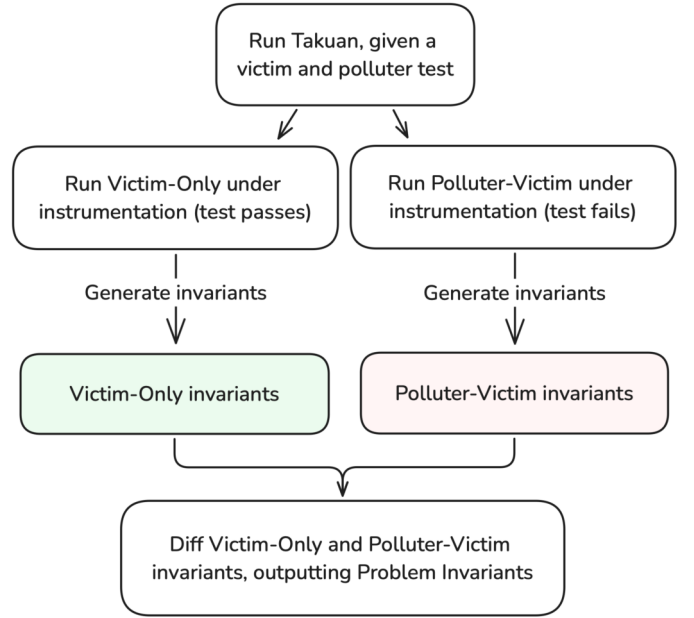 Run Takuan, given a
victim and polluter test
Run Victim-Only under
instrumentation (test passes)
Run Polluter-Victim under
instrumentation (test fails)
Generate invariants
Generate invariants
Victim-Only invariants
Polluter-Victim invariants
Diff Victim-Only and Polluter-Victim
invariants, outputting Problem Invariants